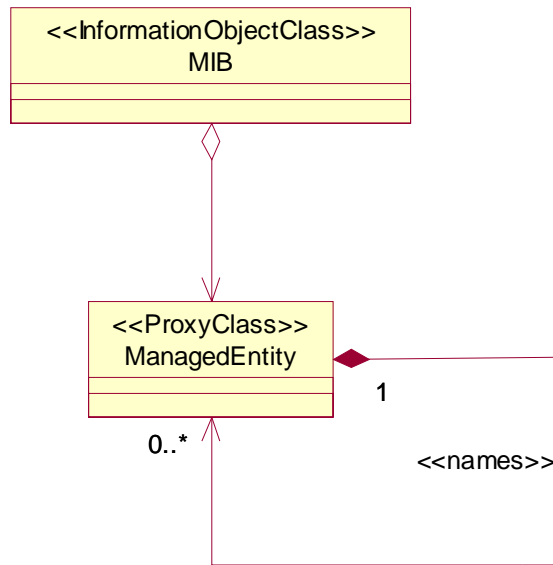 <<InformationObjectClass>>
MIB
<<ProxyClass>>
ManagedEntity
1
0..*
<<names>>